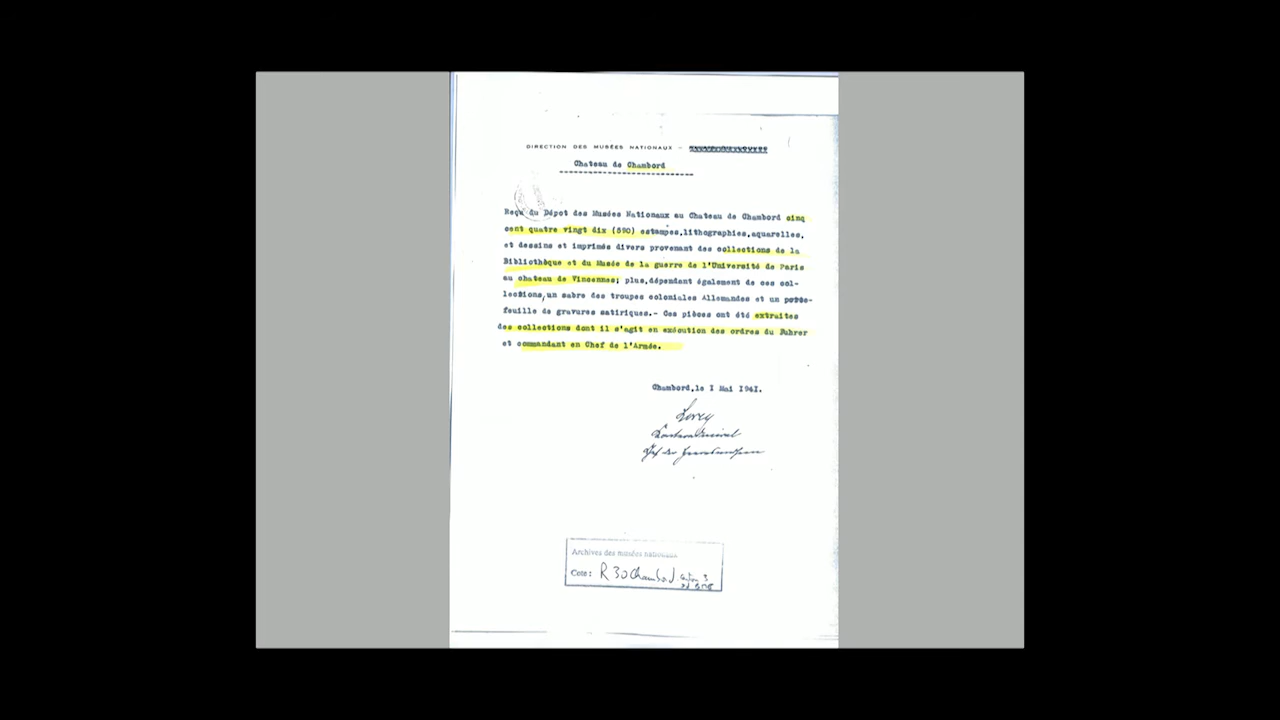 DIRECTION DES MUSÉES NATIONAUX -
Chateau de Chambord
Reçu du Dépot des Musées Nationaux au Chateau de Chambord cinq
cent quatre vingt dix (590) estampes,lithographies,aquarelles,
et dessins et imprimés divers provenant des collections de la
Bibliothèque et du Musée de la guerre de l'Université de Paris
au chateau de Vincennes; plus,dépendant également de ces col-
lections,un sabre des troupes coloniales Allemandes et un porte-
feuille de gravures satiriques.- Ces pièces ont été extraites
des collections dont il s'agit en exécution des ordres du Fuhrer
et commandant en Chef de l'Armée.
Chambord,le I Mai 1941.
Archives des musées nationaux
Cote : R 30 Chambord